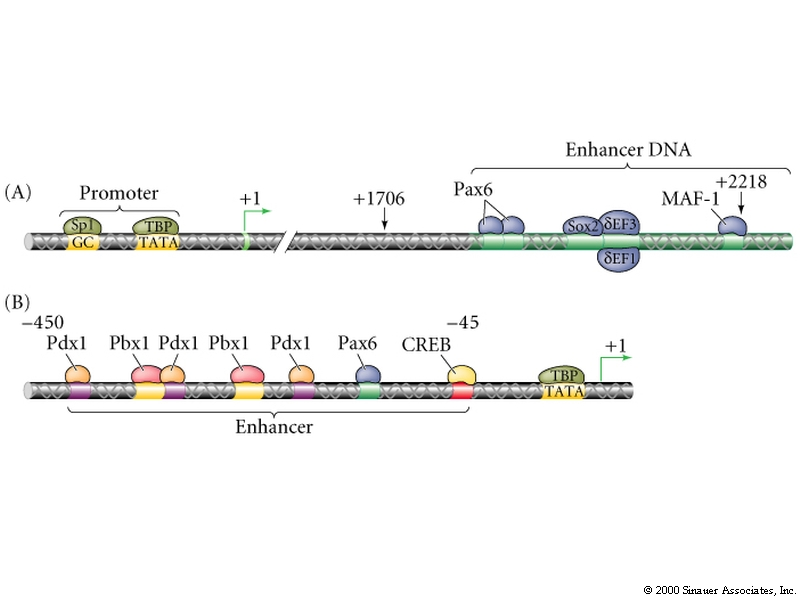 Enhancer DNA
(A)
Promoter
+1
+1706
Pax6
MAF-1
+2218
Sp1
TBP
Sox2
δEF3
GC
TATA
δEF1
(B)
−450
−45
Pdx1 Pbx1 Pdx1 Pbx1 Pdx1 Pax6 CREB
+1
TBP
TATA
Enhancer
© 2000 Sinauer Associates, Inc.